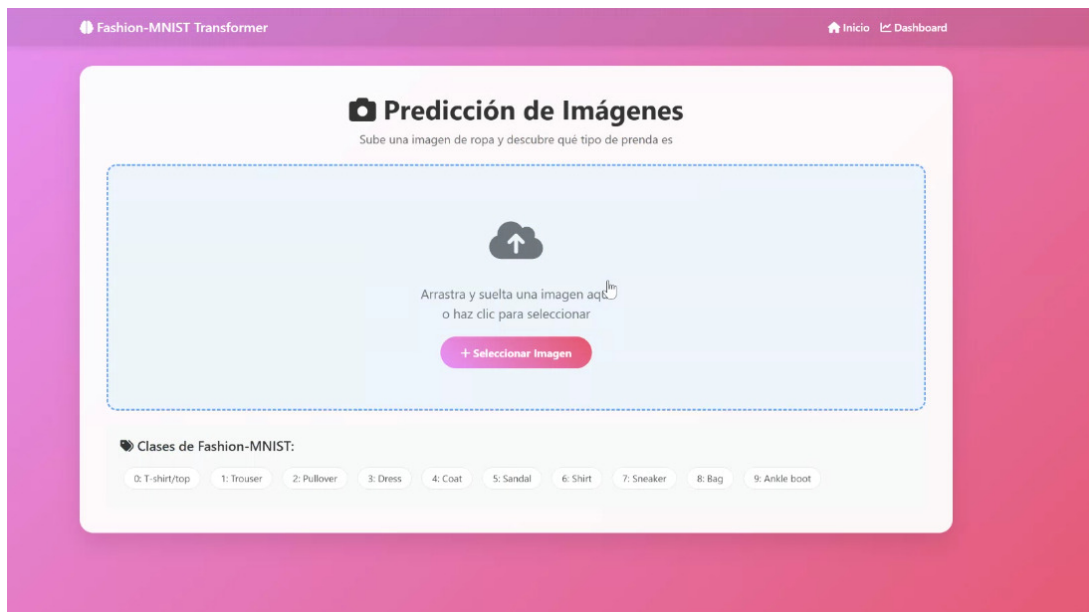 Fashion-MNIST Transformer
Inicio Dashboard
Predicción de Imágenes
Sube una imagen de ropa y descubre qué tipo de prenda es
Arrastra y suelta una imagen aquí
o haz clic para seleccionar
+ Seleccionar Imagen
Clases de Fashion-MNIST:
0: T-shirt/top 1: Trouser 2: Pullover 3: Dress 4: Coat 5: Sandal 6: Shirt 7: Sneaker 8: Bag 9: Ankle boot